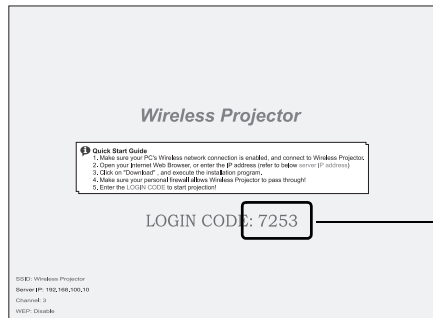 Wireless Projector
Quick Start Guide
1. Make sure your PC's Wireless network connection is enabled, and connect to Wireless Projector.
2. Open your Internet Web Browser, or enter the IP address (refer to below server IP address)
3. Click on "Download" , and execute the installation program.
4. Make sure your personal firewall allows Wireless Projector to pass through!
5. Enter the LOGIN CODE to start projection!
LOGIN CODE: 7253
SSID: Wireless Projector
Server IP: 192,168,100,10
Channel: 3
WEP: Disable